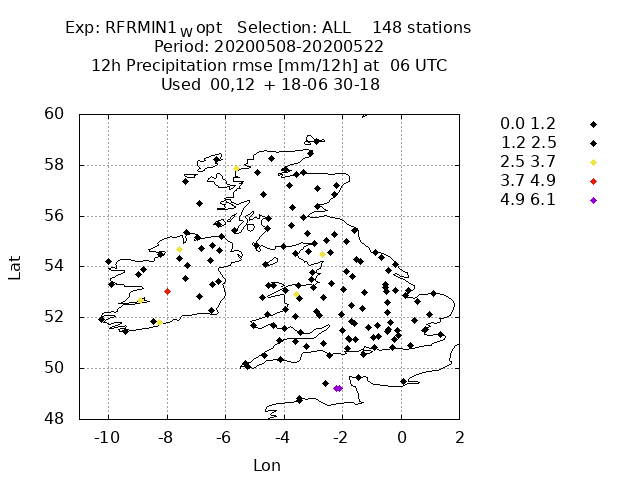 Exp: RFRMIN1wopt Selection: ALL 148 stations
Period: 20200508-20200522
12h Precipitation rmse [mm/12h] at 06 UTC
Used 00,12 + 18-06 30-18
60
58
56
54
52
50
48
Lat
-10 -8 -6 -4 -2 0 2
Lon
0.0 1.2
1.2 2.5
2.5 3.7
3.7 4.9
4.9 6.1